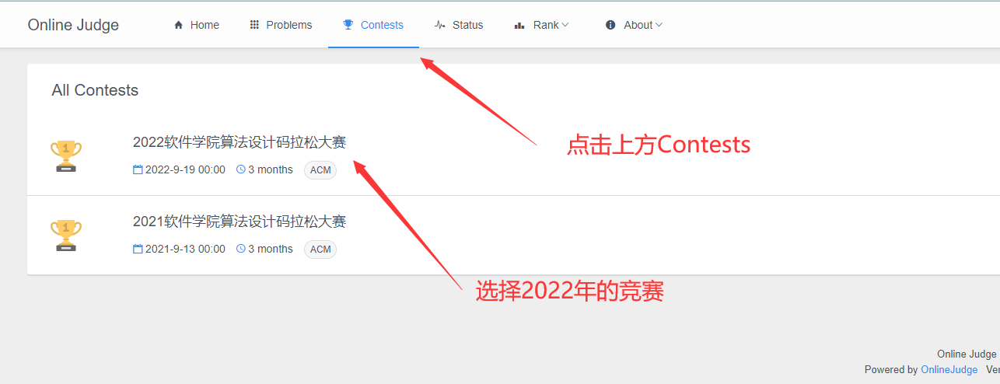 Online Judge Home Problems Contests Status Rank About
All Contests
2022软件学院算法设计码拉松大赛
2022-9-19 00:00 3 months ACM
点击上方Contests
2021软件学院算法设计码拉松大赛
2021-9-13 00:00 3 months ACM
选择2022年的竞赛
Online Judge
Powered by OnlineJudge Ver